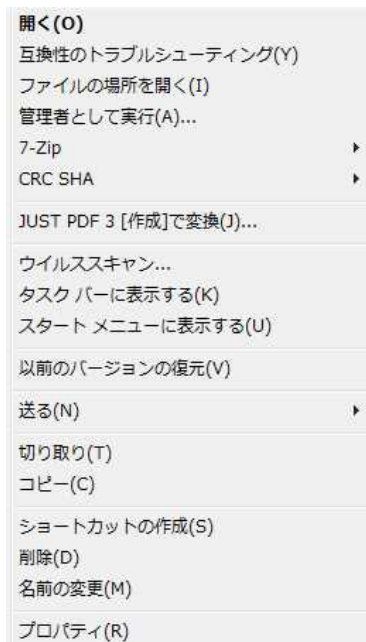 開く(O)
互換性のトラブルシューティング(Y)
ファイルの場所を開く(I)
管理者として実行(A)...
7-Zip
CRC SHA
JUST PDF 3 [作成]で変換(J)...
ウイルススキャン...
タスク バーに表示する(K)
スタート メニューに表示する(U)
以前のバージョンの復元(V)
送る(N)
切り取り(T)
コピー(C)
ショートカットの作成(S)
削除(D)
名前の変更(M)
プロパティ(R)